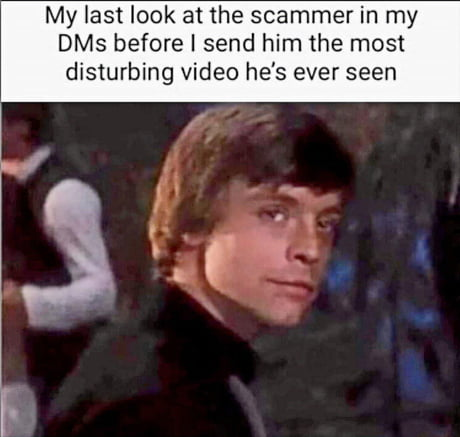 My last look at the scammer in my
DMs before I send him the most
disturbing video he's ever seen